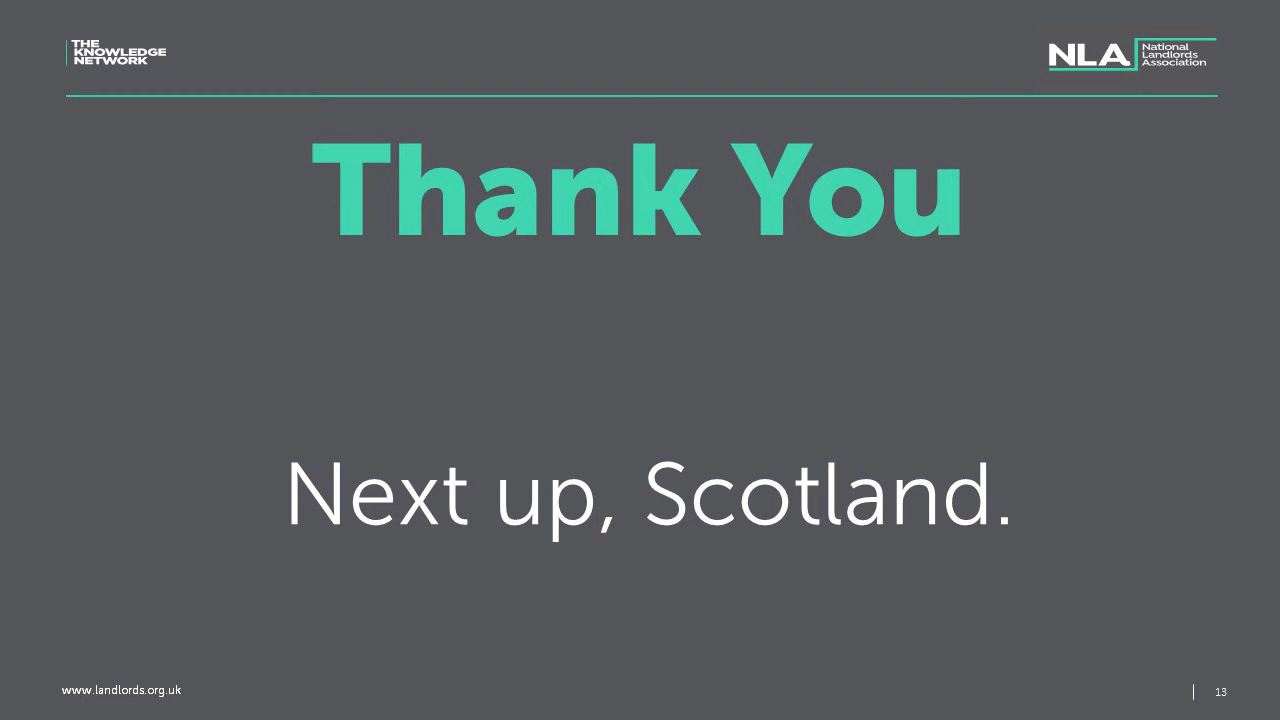 THE
KNOWLEDGE
NETWORK
NLA
National
Landlords
Association
Thank You
Next up, Scotland.
www.landlords.org.uk
13